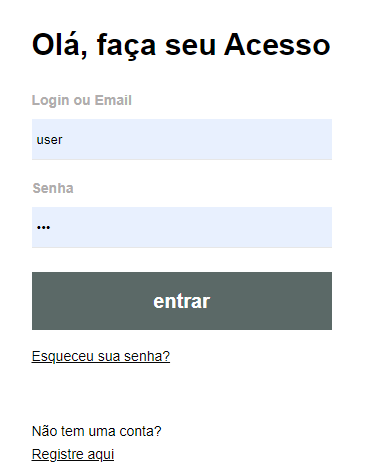 Olá, faça seu Acesso
Login ou Email
user
Senha
•••
entrar
Esqueceu sua senha?
Não tem uma conta?
Registre aqui